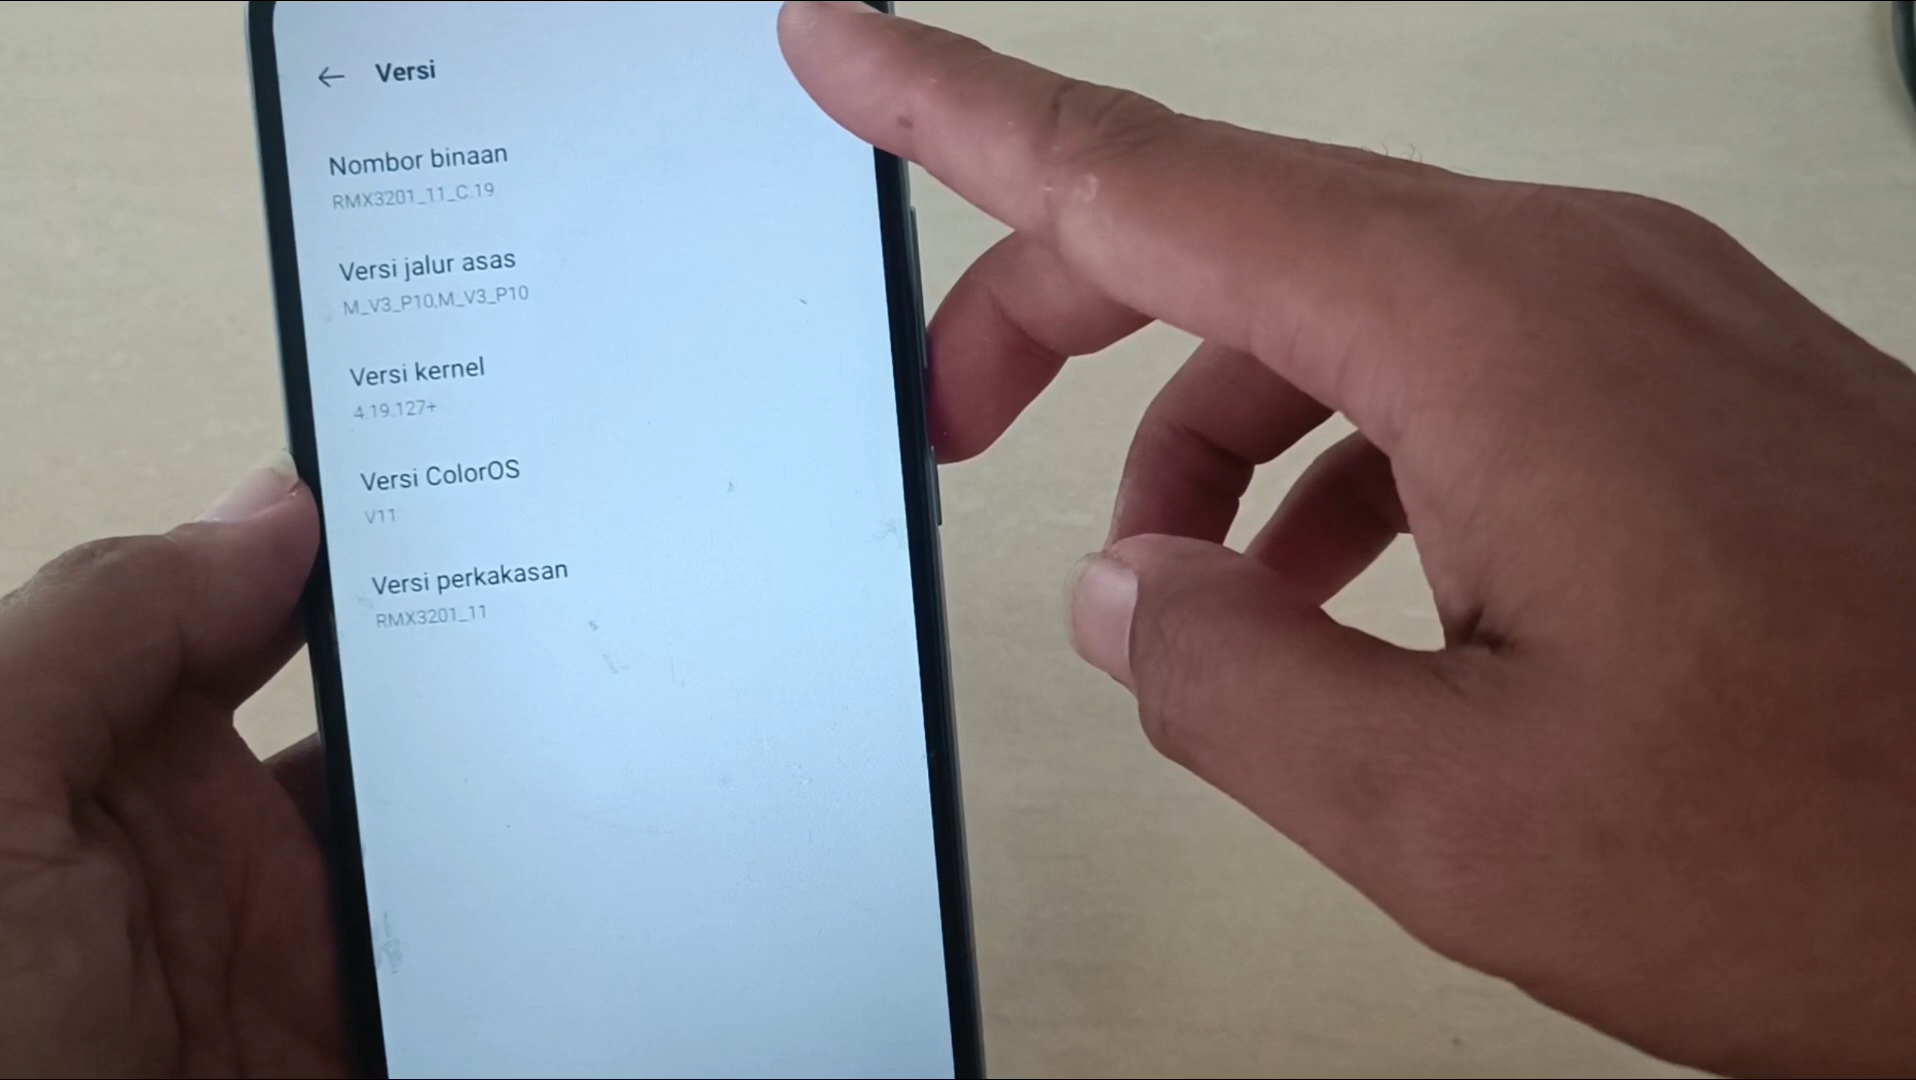 Versi
Nombor binaan
RMX3201_11_C.19
Versi jalur asas
M_V3_P10,M_V3_P10
Versi kernel
4.19.127+
Versi ColorOS
V11
Versi perkakasan
RMX3201_11